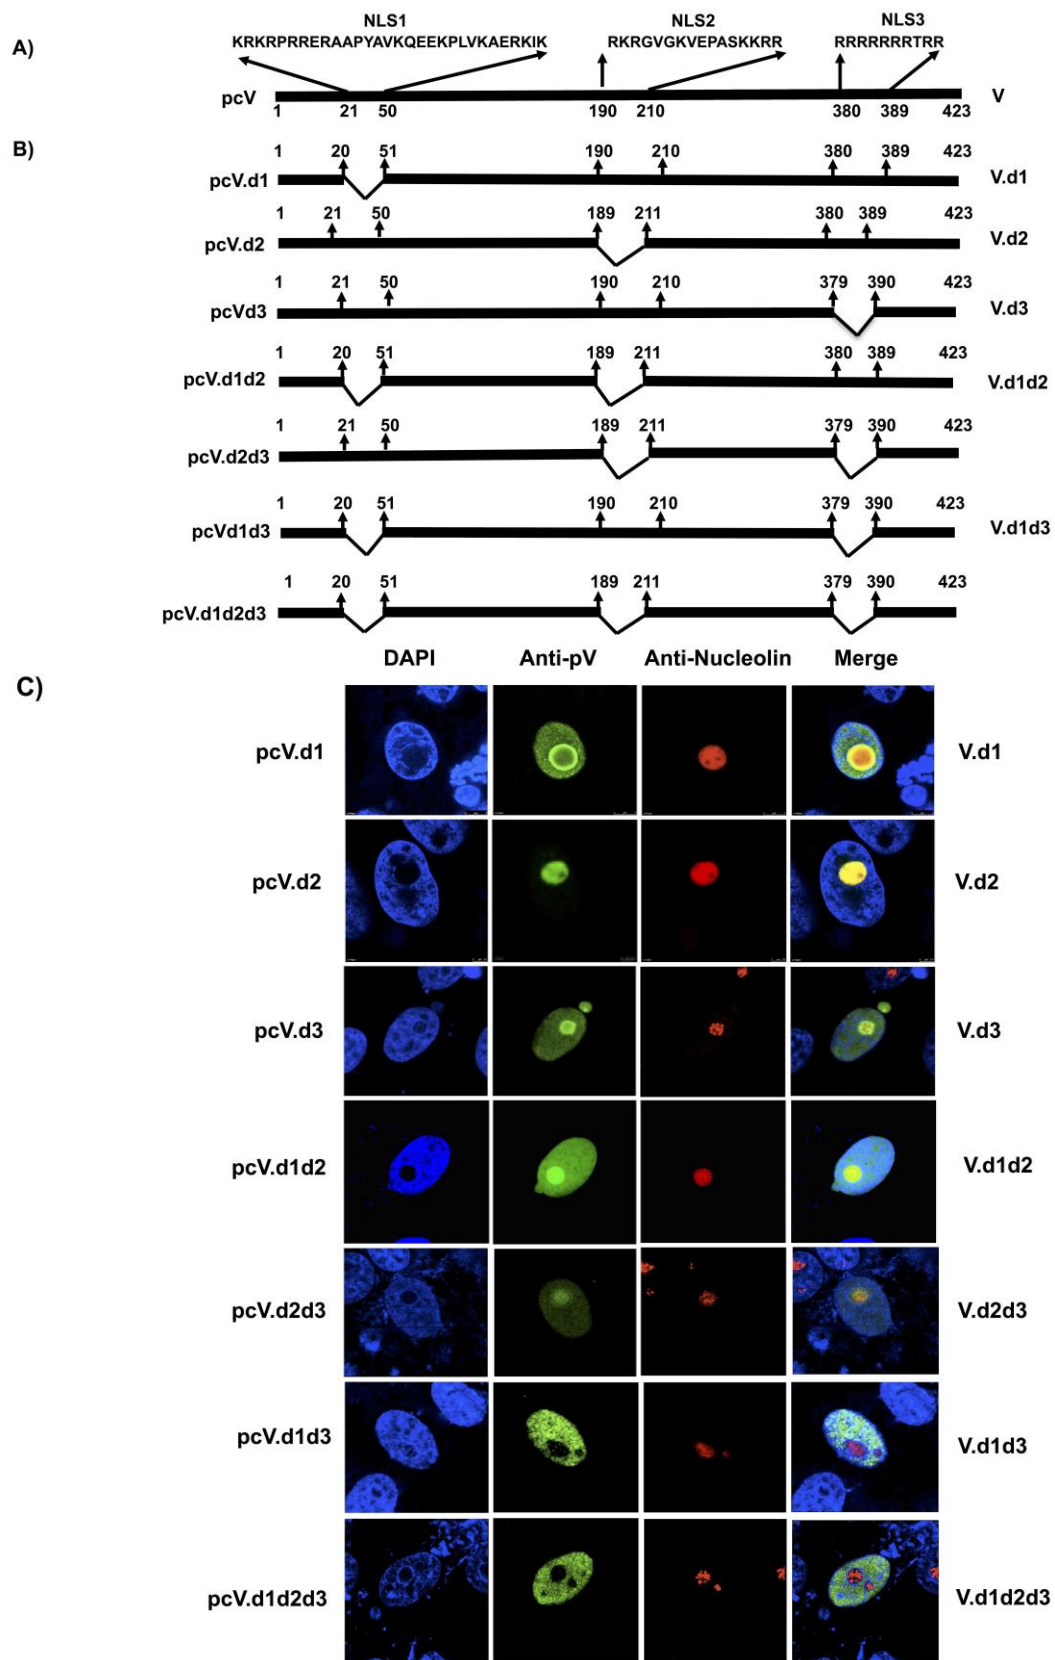 NLS1 NLS2 NLS3
A) KRKRPRRERAAPYAVKQEEKPLVKAERKIK RKRGVGKVEPASKKRR RRRRRRRTRR
pcV V
1 21 50 190 210 380 389 423
B)
1 20 51 190 210 380 389 423
pcV.d1 V.d1
1 21 50 189 211 380 389 423
pcV.d2 V.d2
1 21 50 190 210 379 390 423
pcVd3 V.d3
1 20 51 189 211 380 389 423
pcV.d1d2 V.d1d2
1 21 50 189 211 379 390 423
pcV.d2d3
1 20 51 190 210 379 390 423
pcVd1d3 V.d1d3
1 20 51 189 211 379 390 423
pcV.d1d2d3
DAPI Anti-pV Anti-Nucleolin Merge
C)
pcV.d1 V.d1
pcV.d2 V.d2
pcV.d3 V.d3
pcV.d1d2 V.d1d2
pcV.d2d3 V.d2d3
pcV.d1d3 V.d1d3
pcV.d1d2d3 V.d1d2d3